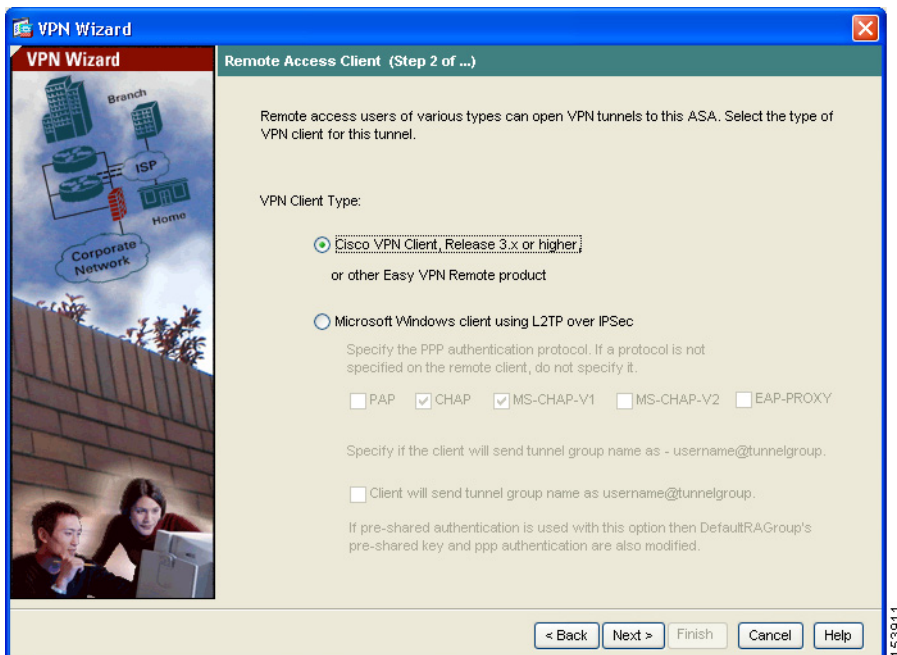 VPN Wizard
VPN Wizard
Remote Access Client (Step 2 of ...)
Branch
ISP
Home
Corporate
Network
Remote access users of various types can open VPN tunnels to this ASA. Select the type of
VPN client for this tunnel.
VPN Client Type:
Cisco VPN Client, Release 3.x or higher,
or other Easy VPN Remote product
Microsoft Windows client using L2TP over IPSec
Specify the PPP authentication protocol. If a protocol is not
specified on the remote client, do not specify it.
PAP CHAP MS-CHAP-V1 MS-CHAP-V2 EAP-PROXY
Specify if the client will send tunnel group name as - username@tunnelgroup.
Client will send tunnel group name as username@tunnelgroup.
If pre-shared authentication is used with this option then DefaultRAGroup's
pre-shared key and ppp authentication are also modified.
< Back Next > Finish Cancel Help
153911